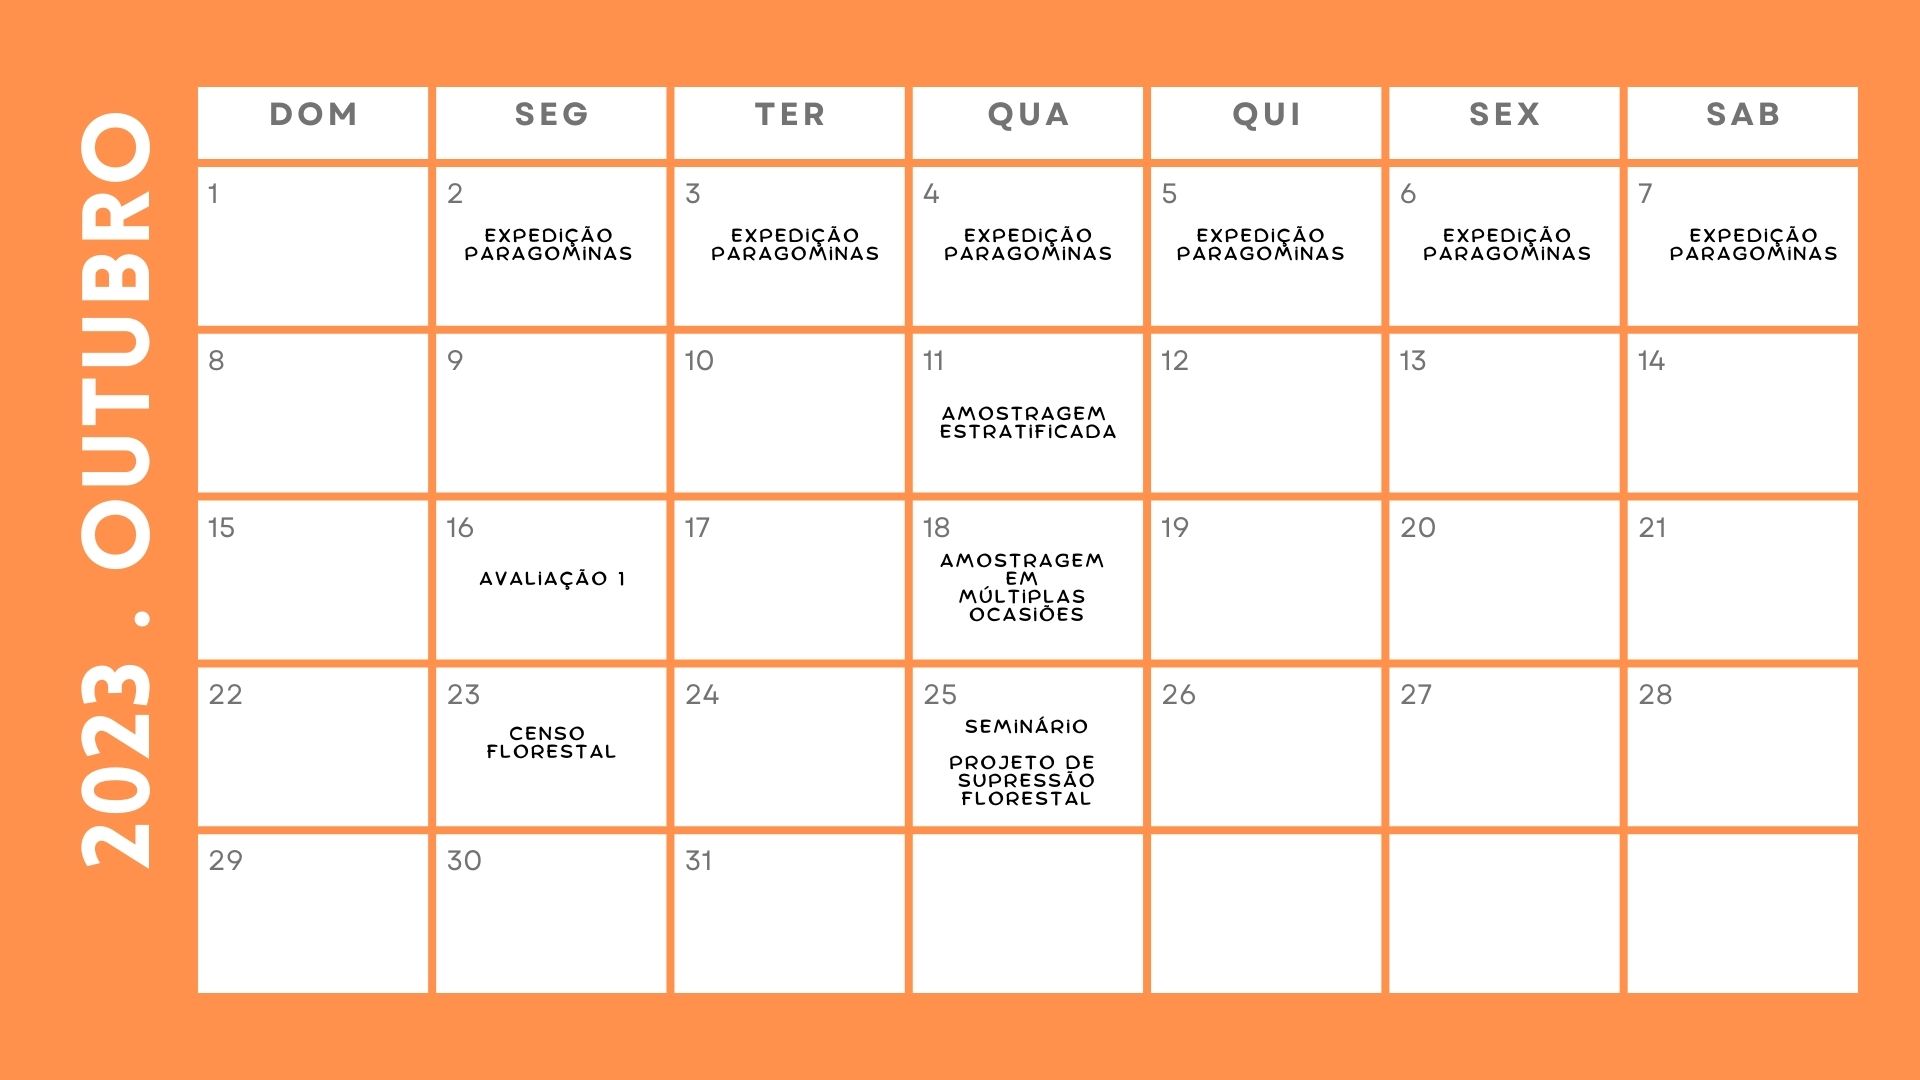 2023 . OUTUBRO
DOM
SEG
TER
QUA
QUI
SEX
SAB
1
2
EXPEDIÇÃO
PARAGOMINAS
3
EXPEDIÇÃO
PARAGOMINAS
4
EXPEDIÇÃO
PARAGOMINAS
5
EXPEDIÇÃO
PARAGOMINAS
6
EXPEDIÇÃO
PARAGOMINAS
7
EXPEDIÇÃO
PARAGOMINAS
8
9
10
11
AMOSTRAGEM
ESTRATIFICADA
12
13
14
15
16
AVALIAÇÃO 1
17
18
AMOSTRAGEM
EM
MÚLTIPLAS
OCASIÕES
19
20
21
22
23
CENSO
FLORESTAL
24
25
SEMINÁRIO
PROJETO DE
SUPRESSÃO
FLORESTAL
26
27
28
29
30
31